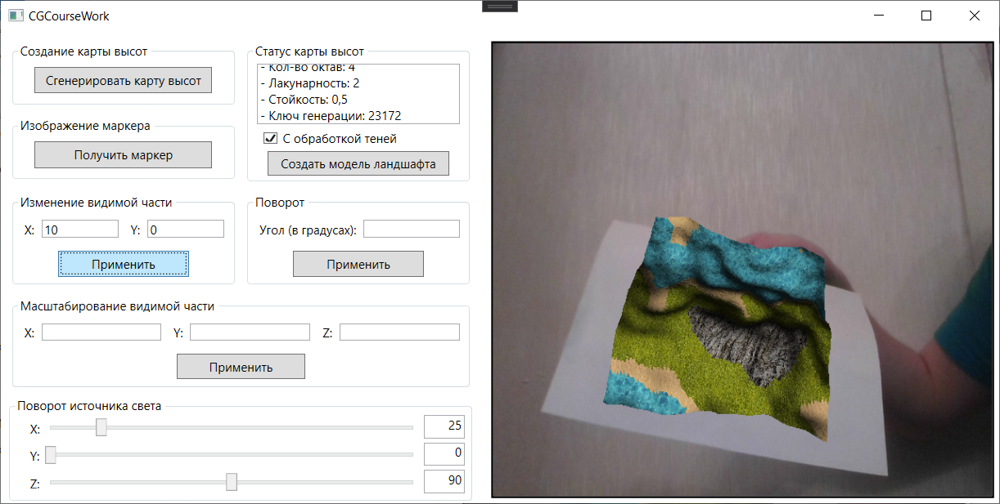 CGCourseWork
Создание карты высот
Сгенерировать карту высот
Статус карты высот
- Кол-во октав: 4
- Лакунарность: 2
- Стойкость: 0,5
- Ключ генерации: 23172
С обработкой теней
Создать модель ландшафта
Изображение маркера
Получить маркер
Изменение видимой части
X: 10 Y: 0
Применить
Поворот
Угол (в градусах):
Применить
Масштабирование видимой части
X: Y: Z:
Применить
Поворот источника света
X: 25
Y: 0
Z: 90